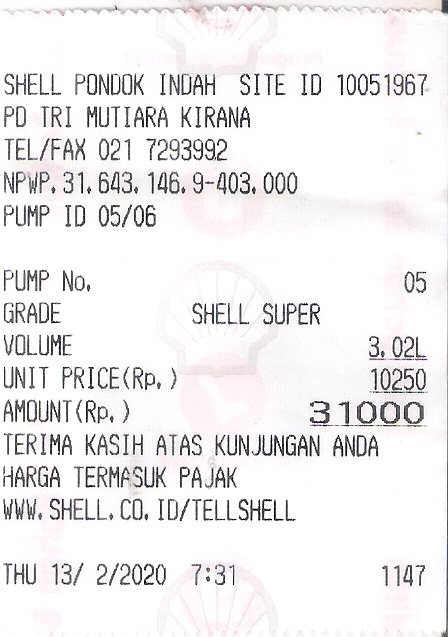 SHELL PONDOK INDAH SITE ID 10051967
PD TRI MUTIARA KIRANA
TEL/FAX 021 7293992
NPWP.31.643.146.9-403.000
PUMP ID 05/06
PUMP No. 05
GRADE SHELL SUPER
VOLUME 3.02L
UNIT PRICE(Rp.) 10250
AMOUNT(Rp.) 31000
TERIMA KASIH ATAS KUNJUNGAN ANDA
HARGA TERMASUK PAJAK
WWW.SHELL.CO.ID/TELLSHELL
THU 13/ 2/2020 7:31 1147